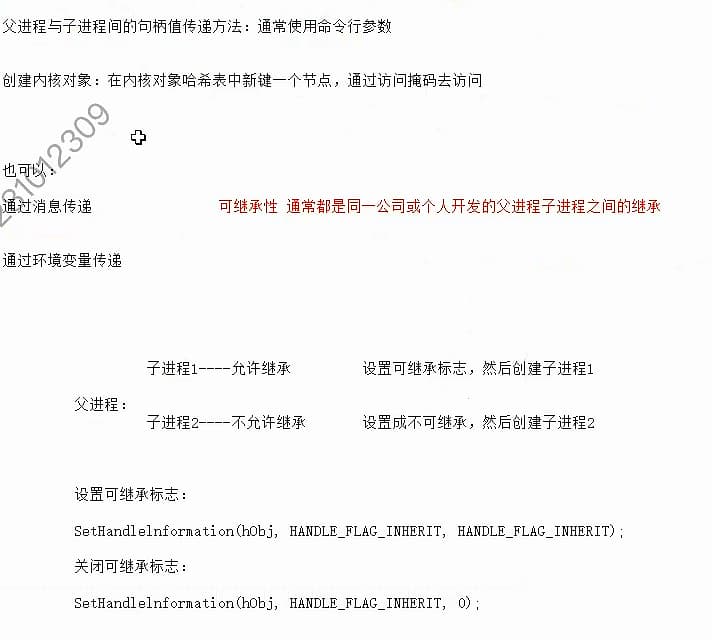 父进程与子进程间的句柄值传递方法：通常使用命令行参数
创建内核对象：在内核对象哈希表中新键一个节点，通过访问掩码去访问
也可以：
通过消息传递 可继承性 通常都是同一公司或个人开发的父进程子进程之间的继承
通过环境变量传递
子进程1----允许继承 设置可继承标志，然后创建子进程1
父进程：
子进程2----不允许继承 设置成不可继承，然后创建子进程2
设置可继承标志：
SetHandlelnformation(hObj, HANDLE_FLAG_INHERIT, HANDLE_FLAG_INHERIT);
关闭可继承标志：
SetHandlelnformation(hObj, HANDLE_FLAG_INHERIT, 0);